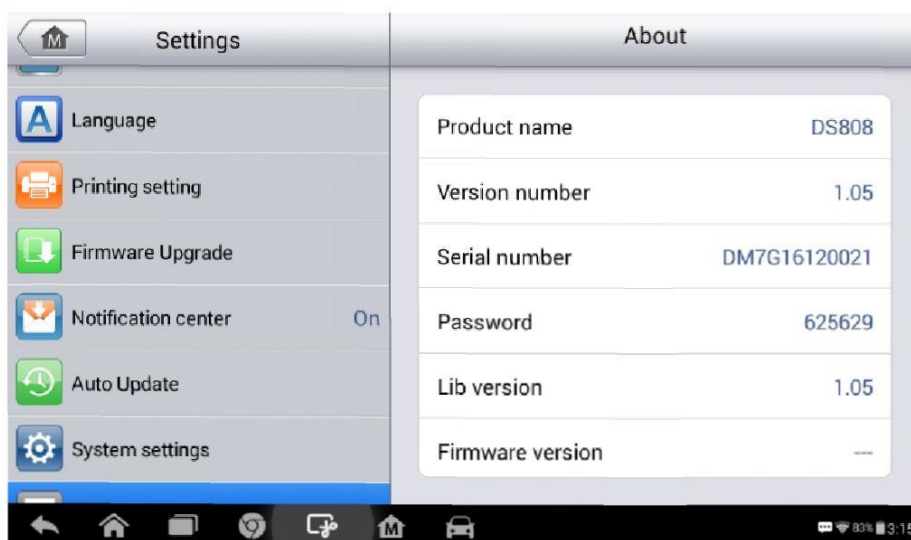 Settings
About
Language
Printing setting
Firmware Upgrade
Notification center On
Auto Update
System settings
Product name DS808
Version number 1.05
Serial number DM7G16120021
Password 625629
Lib version 1.05
Firmware version ---
83% 3:15